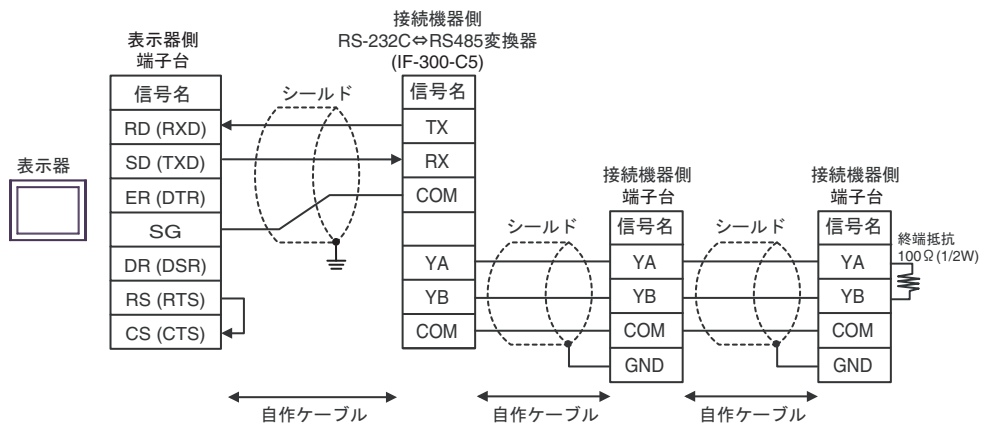 接続機器側
RS-232C⇔RS485変換器
(IF-300-C5)
表示器側
端子台
信号名
RD (RXD)
SD (TXD)
ER (DTR)
SG
DR (DSR)
RS (RTS)
CS (CTS)
表示器
シールド
信号名
TX
RX
COM
YA
YB
COM
シールド
接続機器側
端子台
信号名
YA
YB
COM
GND
シールド
接続機器側
端子台
信号名
YA
YB
COM
GND
終端抵抗
100Ω(1/2W)
自作ケーブル
自作ケーブル
自作ケーブル